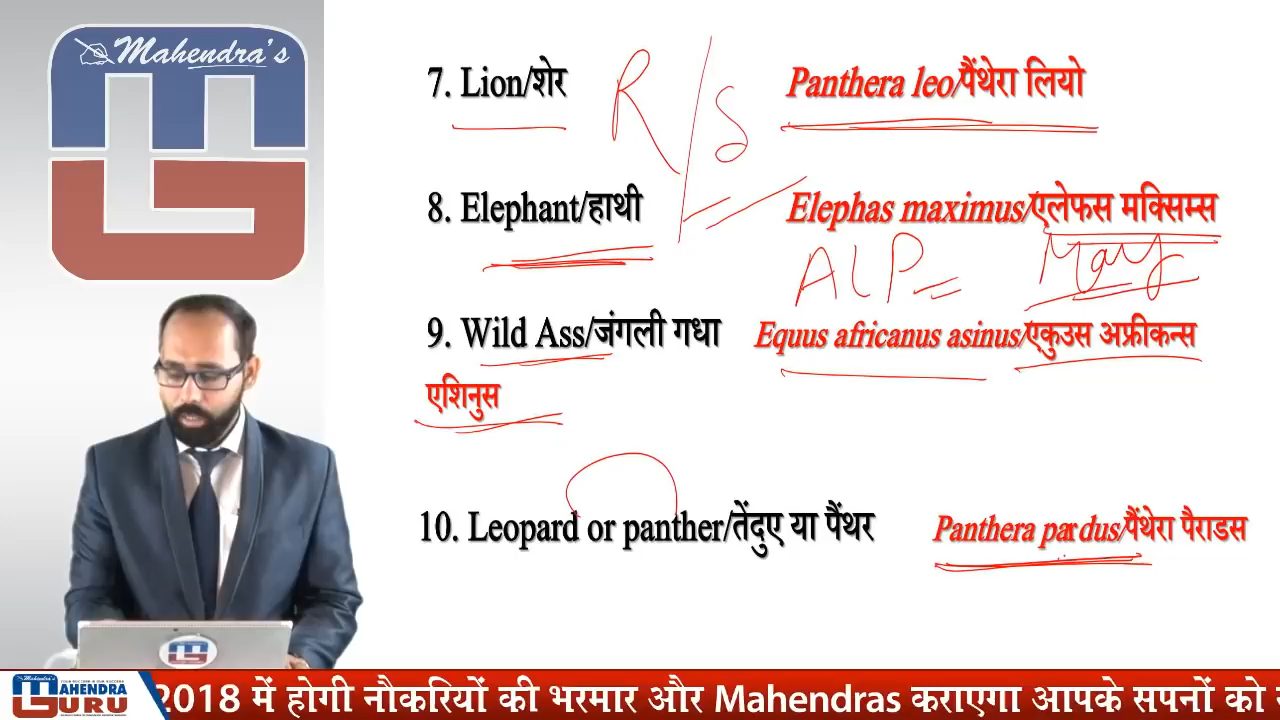 Mahendra's
7. Lion/शेर
R/S
Panthera leo/पैंथेरा लियो
8. Elephant/हाथी
Elephas maximus/एलेफस मक्सिम्स
ALP
9. Wild Ass/जंगली गधा
Equus africanus asinus/एकुउस अफ्रीकन्स
एशिनुस
10. Leopard or panther/तेंदुए या पैंथर
Panthera pardus/पैंथेरा पैराडस
Mahendra's
MAHENDRA
GURU
2018 में होगी नौकरियों की भरमार और Mahendras कराएगा आपके सपनों को